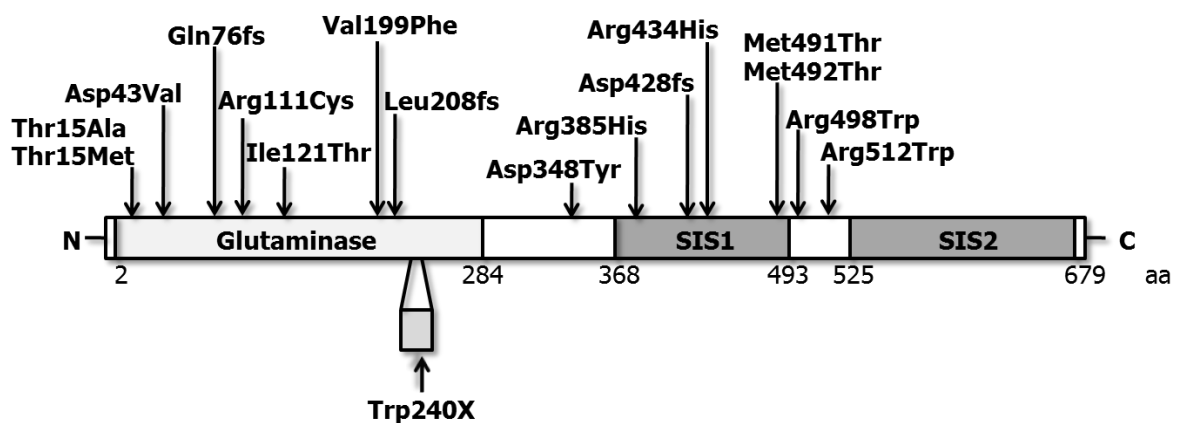 Gln76fs
Val199Phe
Arg434His
Met491Thr
Met492Thr
Asp43Val
Arg111Cys
Leu208fs
Asp428fs
Thr15Ala
Thr15Met
Ile121Thr
Arg385His
Arg498Trp
Asp348Tyr
Arg512Trp
N Glutaminase SIS1 SIS2 C
2 284 368 493 525 679 aa
Trp240X